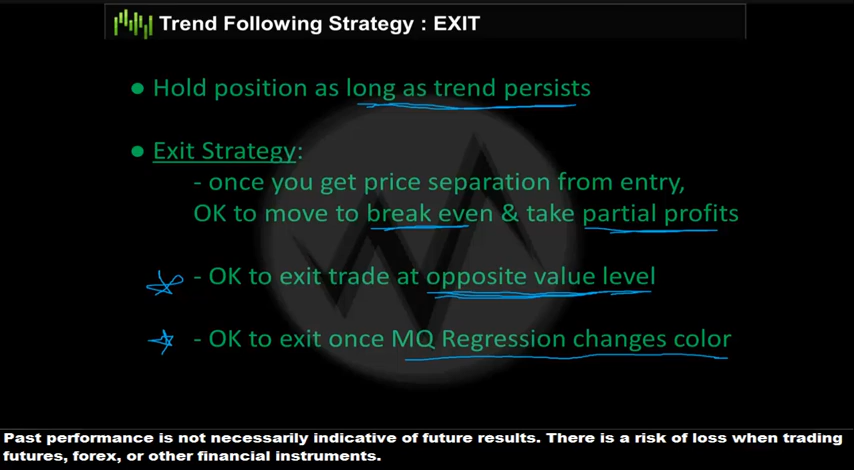 Trend Following Strategy : EXIT
● Hold position as long as trend persists
● Exit Strategy:
- once you get price separation from entry,
OK to move to break even & take partial profits
- OK to exit trade at opposite value level
- OK to exit once MQ Regression changes color
Past performance is not necessarily indicative of future results. There is a risk of loss when trading
futures, forex, or other financial instruments.